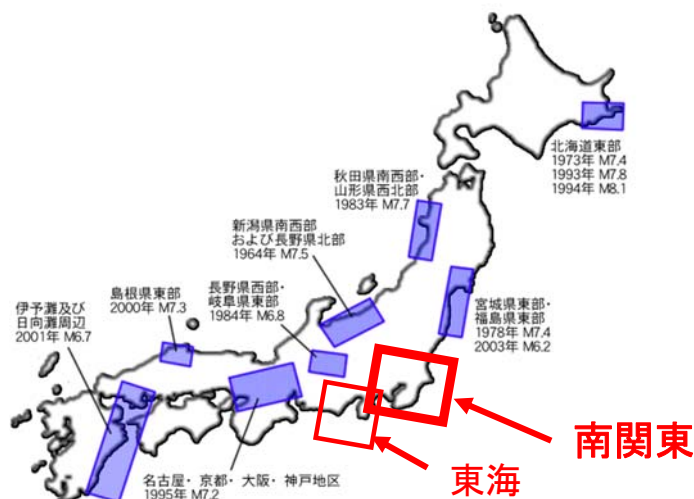 北海道東部
1973年 M7.4
1993年 M7.8
1994年 M8.1
秋田県南西部・
山形県西北部
1983年 M7.7
新潟県南西部
および長野県北部
1964年 M7.5
長野県西部・
岐阜県東部
1984年 M6.8
島根県東部
2000年 M7.3
伊予灘及び
日向灘周辺
2001年 M6.7
宮城県東部・
福島県東部
1978年 M7.4
2003年 M6.2
南関東
東海
名古屋・京都・大阪・神戸地区
1995年 M7.2